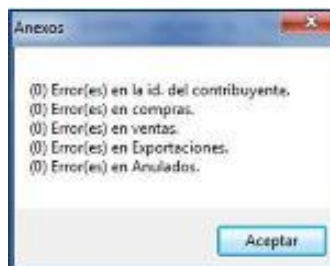 Anexos
(0) Error(es) en la id. del contribuyente.
(0) Error(es) en compras.
(0) Error(es) en ventas.
(0) Error(es) en Exportaciones.
(0) Error(es) en Anulados.
Aceptar